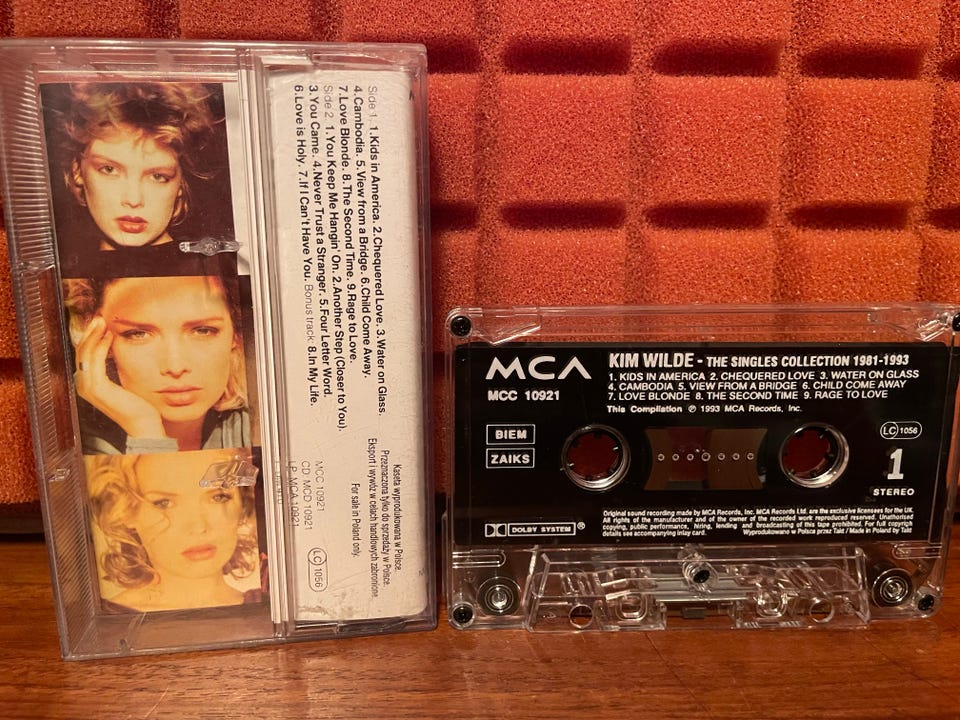 Side 1. 1.Kids in America. 2.Chequered Love. 3.Water on Glass.
4.Cambodia. 5.View from a Bridge. 6.Child Come Away.
7.Love Blonde. 8.The Second Time. 9.Rage to Love.
Side 2. 1.You Keep Me Hangin' On. 2.Another Step (Closer to You).
3.You Came. 4.Never Trust a Stranger. 5.Four Letter Word.
6.Love is Holy. 7.If I Can't Have You. Bonus track: 8.In My Life.
Kaseta wyprodukowana w Polsce.
Przeznaczona tylko do sprzedaży w Polsce.
Eksport i wywóz w celach handlowych zabronione.
For sale in Poland only.
MCC 10921
CD: MCD 10921
LP: MCA 10921
LC 1056
MCA
MCC 10921
KIM WILDE - THE SINGLES COLLECTION 1981-1993
1. KIDS IN AMERICA 2. CHEQUERED LOVE 3. WATER ON GLASS
4. CAMBODIA 5. VIEW FROM A BRIDGE 6. CHILD COME AWAY
7. LOVE BLONDE 8. THE SECOND TIME 9. RAGE TO LOVE
This Compilation ℗ 1993 MCA Records, Inc.
BIEM
ZAIKS
LC 1056
1
STEREO
DOLBY SYSTEM ®
Original sound recording made by MCA Records, Inc. MCA Records Ltd. are the exclusive licensees for the UK.
All rights of the manufacturer and of the owner of the recorded work reproduced reserved. Unauthorised
copying, public performance, hiring, lending and broadcasting of this tape prohibited. For full copyrigh
details see accompanying inlay card. Wyprodukowano w Polsce przez Takt / Made in Poland by Takt